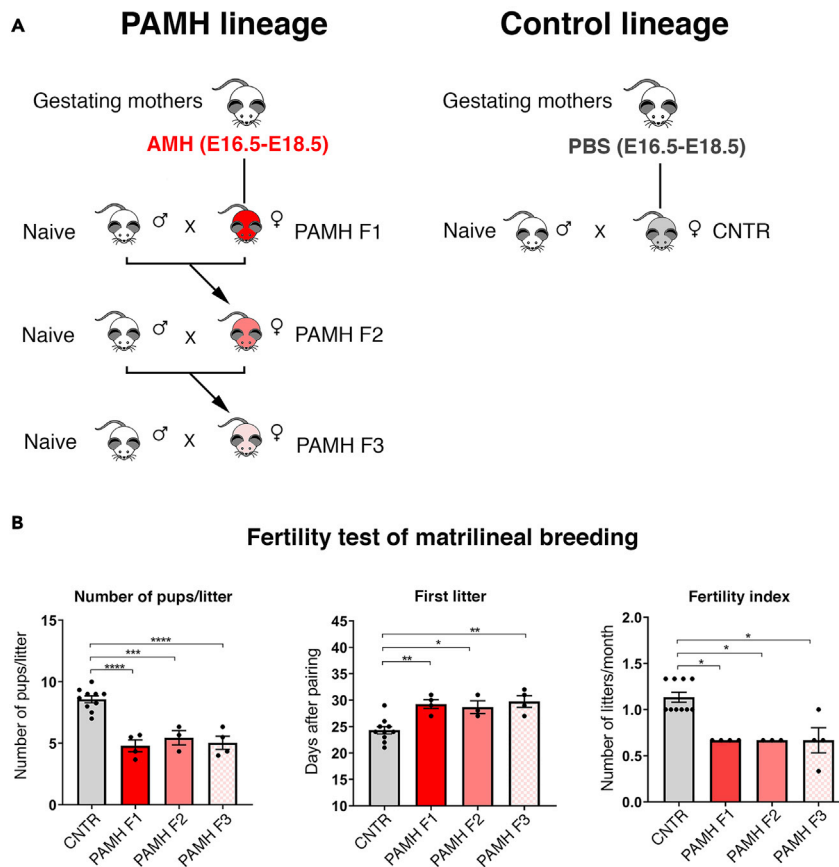 A
PAMH lineage
Control lineage
Gestating mothers
Gestating mothers
AMH (E16.5-E18.5)
PBS (E16.5-E18.5)
Naive ♂ X ♀ PAMH F1
Naive ♂ X ♀ CNTR
Naive ♂ X ♀ PAMH F2
Naive ♂ X ♀ PAMH F3
B
Fertility test of matrilineal breeding
Number of pups/litter
Number of pups/litter
15
10
5
0
****
***
****
CNTR
PAMH F1
PAMH F2
PAMH F3
First litter
Days after pairing
45
40
35
30
25
20
15
10
**
*
**
CNTR
PAMH F1
PAMH F2
PAMH F3
Fertility index
Number of litters/month
2.0
1.5
1.0
0.5
0.0
*
*
*
CNTR
PAMH F1
PAMH F2
PAMH F3